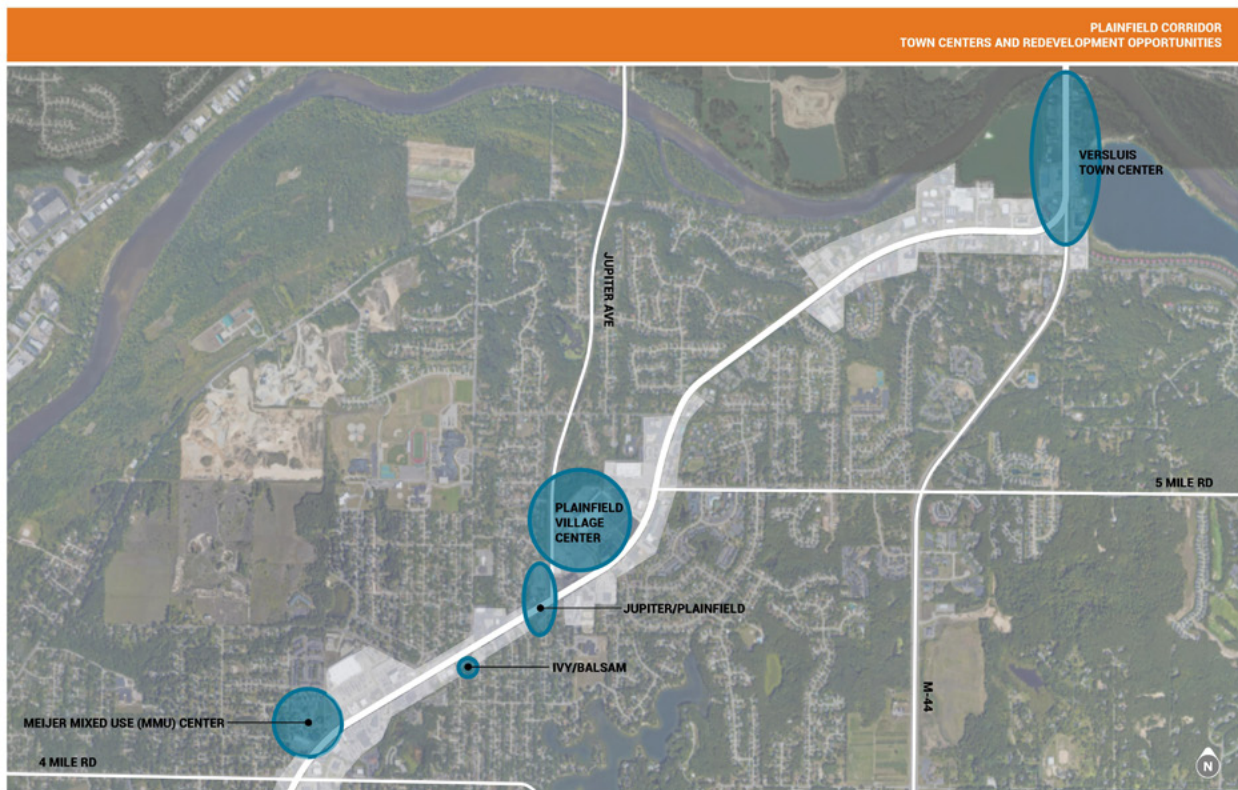 PLAINFIELD CORRIDOR
TOWN CENTERS AND REDEVELOPMENT OPPORTUNITIES
VERSLUIS
TOWN CENTER
JUPITER AVE
5 MILE RD
PLAINFIELD
VILLAGE
CENTER
JUPITER/PLAINFIELD
IVY/BALSAM
M-44
MEIJER MIXED USE (MMU) CENTER
4 MILE RD
N